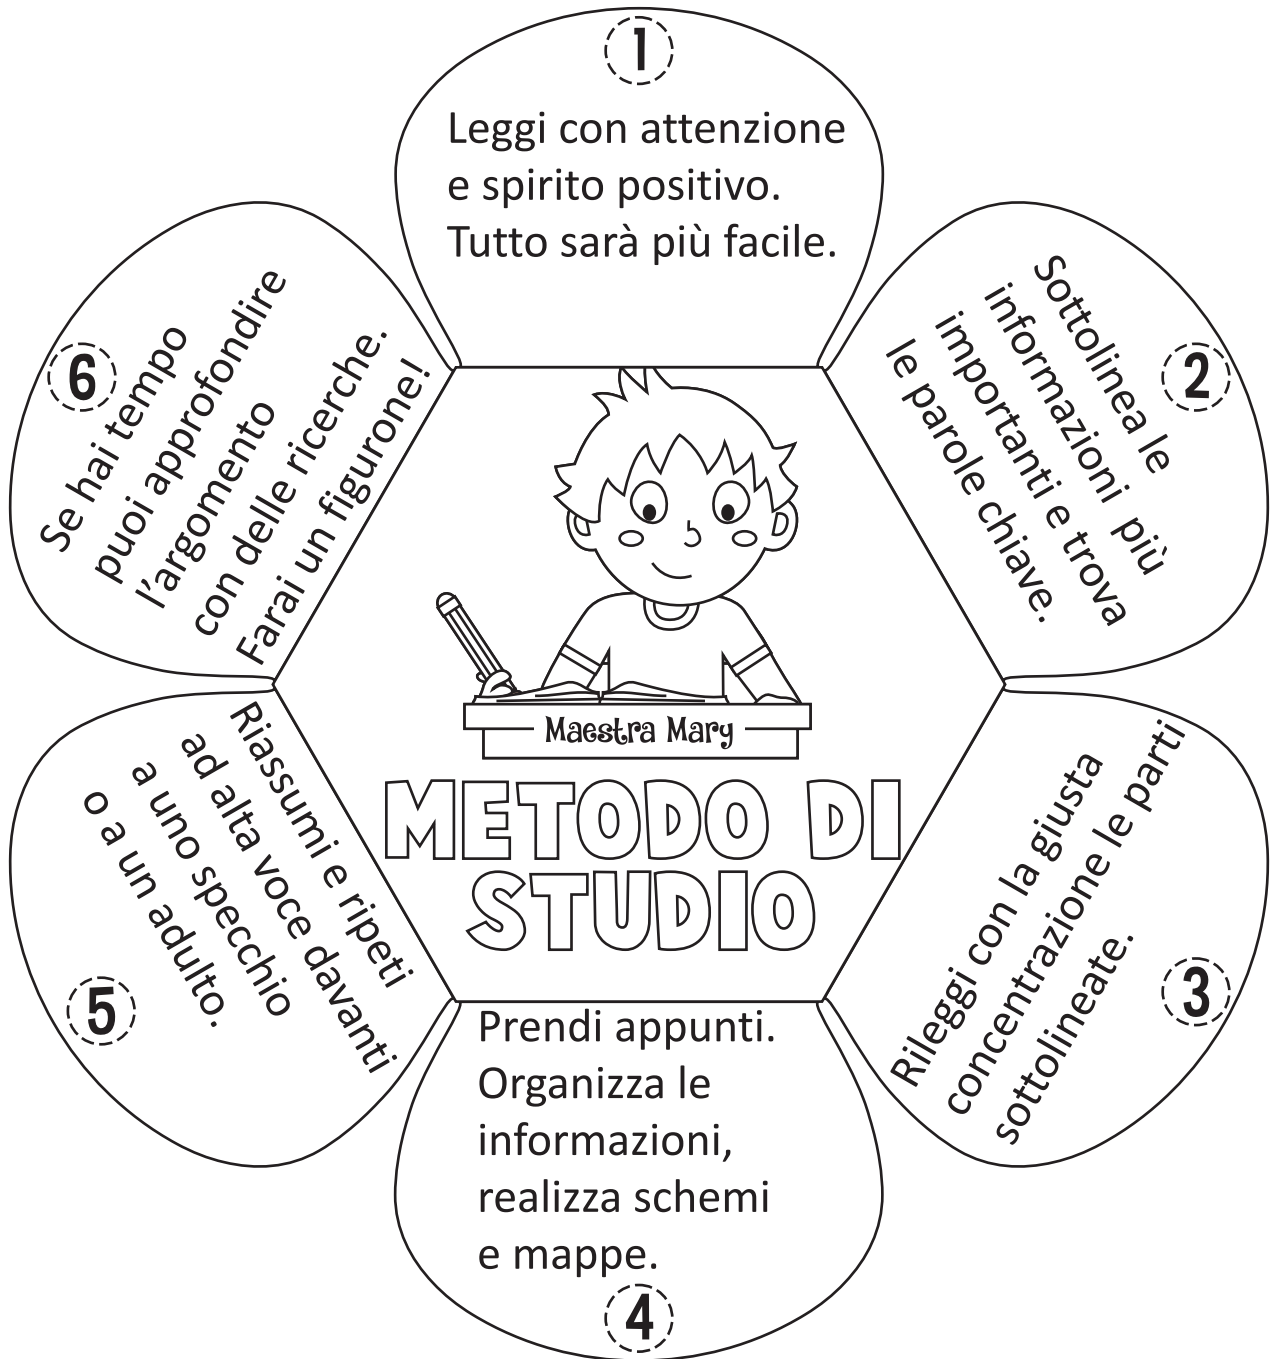 1
Leggi con attenzione
e spirito positivo.
Tutto sarà più facile.
2
Sottolinea le
informazioni più
importanti e trova
le parole chiave.
3
Rileggi con la giusta
concentrazione le parti
sottolineate.
Prendi appunti.
Organizza le
informazioni,
realizza schemi
e mappe.
4
Riassumi e ripeti
ad alta voce davanti
a uno specchio
o a un adulto.
5
6
Se hai tempo
puoi approfondire
l'argomento
con delle ricerche.
Farai un figurone!
Maestra Mary
METODO DI
STUDIO